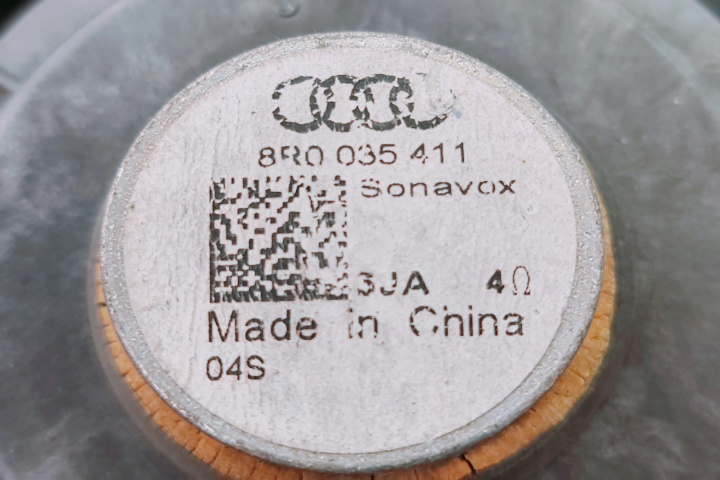 8R0 035 411
Sonavox
3JA 4Ω
Made in China
04S